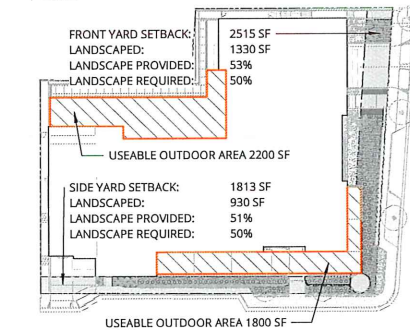 FRONT YARD SETBACK: 2515 SF
LANDSCAPED: 1330 SF
LANDSCAPE PROVIDED: 53%
LANDSCAPE REQUIRED: 50%
USEABLE OUTDOOR AREA 2200 SF
SIDE YARD SETBACK: 1813 SF
LANDSCAPED: 930 SF
LANDSCAPE PROVIDED: 51%
LANDSCAPE REQUIRED: 50%
USEABLE OUTDOOR AREA 1800 SF